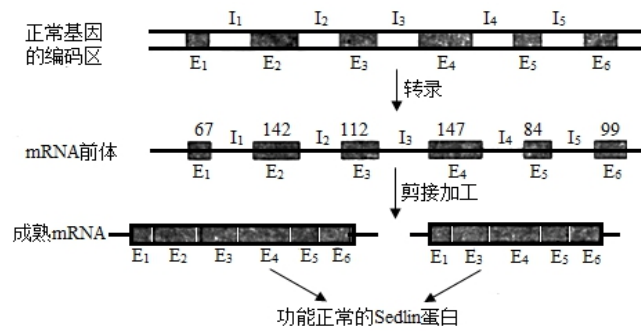 I₁ I₂ I₃ I₄ I₅
正常基因
的编码区
E₁ E₂ E₃ E₄ E₅ E₆
转录
67 I₁ 142 I₂ 112 I₃ 147 I₄ 84 I₅ 99
mRNA前体
E₁ E₂ E₃ E₄ E₅ E₆
剪接加工
成熟mRNA
E₁ E₂ E₃ E₄ E₅ E₆ E₁ E₃ E₄ E₅ E₆
功能正常的Sedlin蛋白